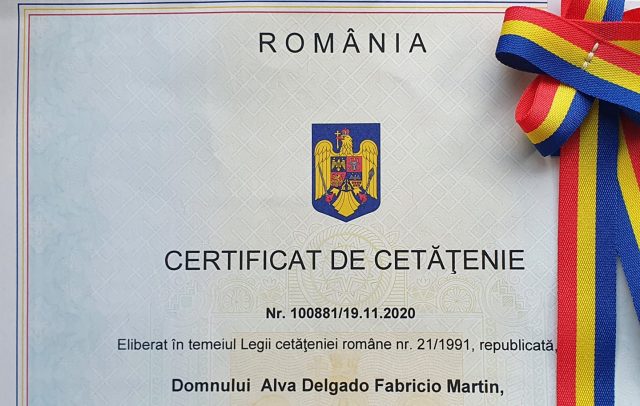 ROMÂNIA
CERTIFICAT DE CETĂŢENIE
Nr. 100881/19.11.2020
Eliberat în temeiul Legii cetăţeniei române nr. 21/1991, republicată,
Domnului Alva Delgado Fabricio Martin,